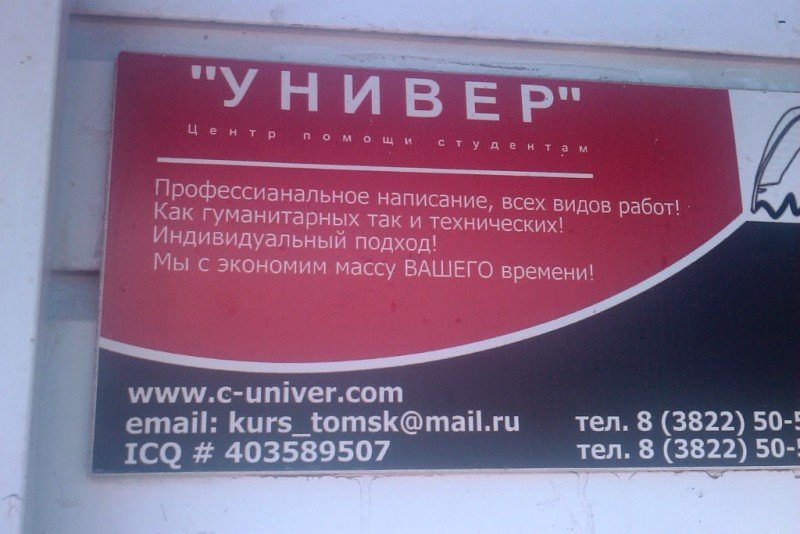 "УНИВЕР"
Центр помощи студентам
Профессианальное написание, всех видов работ!
Как гуманитарных так и технических!
Индивидуальный подход!
Мы с экономим массу ВАШЕГО времени!
www.c-univer.com
email: kurs_tomsk@mail.ru
ICQ # 403589507
тел. 8 (3822) 50-5
тел. 8 (3822) 50-5